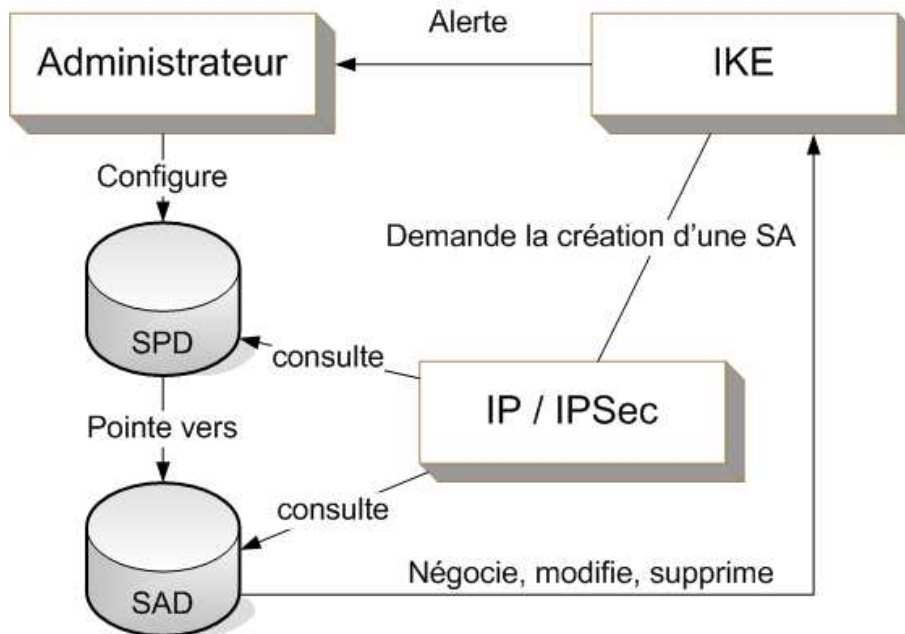 Alerte
Administrateur
IKE
Configure
Demande la création d'une SA
SPD
consulte
IP / IPSec
Pointe vers
consulte
Négocie, modifie, supprime
SAD